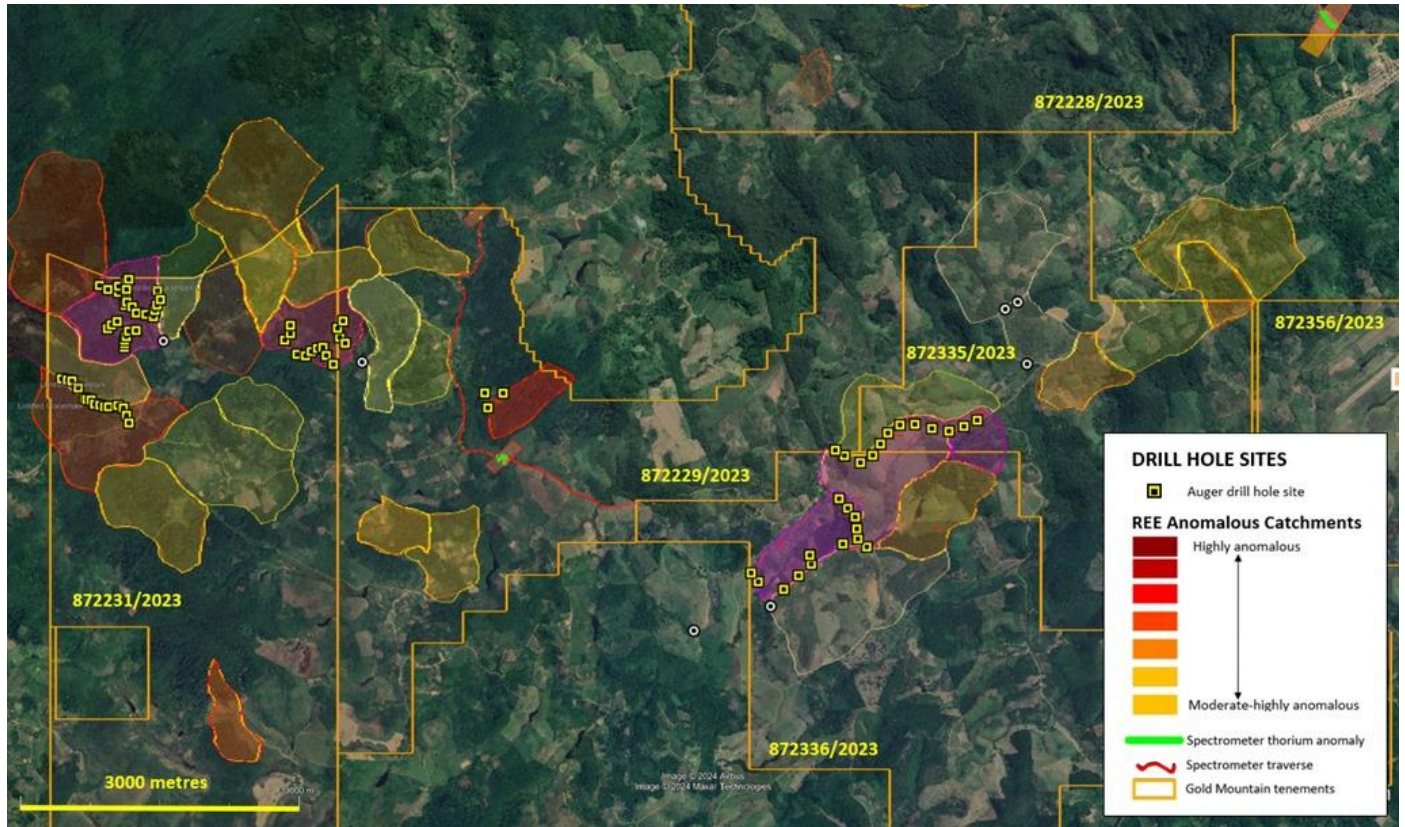 872228/2023
872356/2023
872335/2023
872229/2023
872231/2023
872336/2023
3000 metres
Image © 2024 Airbus
Image © 2024 Maxar Technologies
DRILL HOLE SITES
Auger drill hole site
REE Anomalous Catchments
Highly anomalous
Moderate-highly anomalous
Spectrometer thorium anomaly
Spectrometer traverse
Gold Mountain tenements